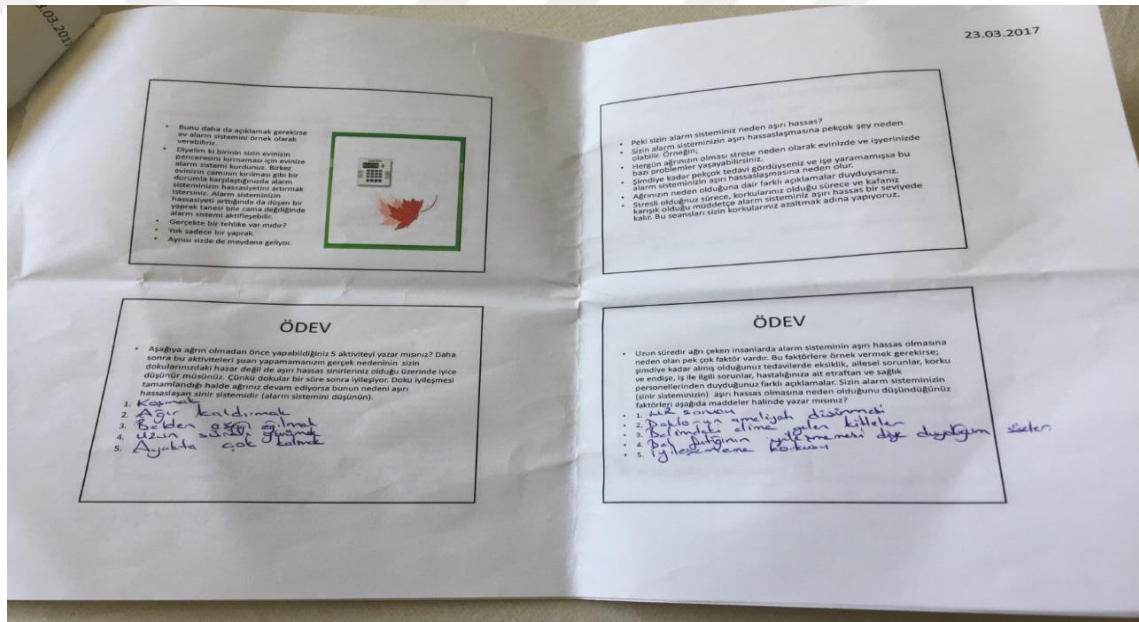 3.03.2017
23.03.2017
• Bunu daha da açıklamak gerekirse
ev alarm sistemini örnek olarak
verebiliriz.
• Diyelim ki birinin sizin evinizin
penceresini kırmaması için evinize
alarm sistemi kurdunuz. Birkez
evinizin camının kırılması gibi bir
durumla karşılaştığınızda alarm
sisteminizin hassasiyetini artırmak
istersiniz. Alarm sisteminizin
hassasiyeti arttığında da düşen bir
yaprak tanesi bile cama değdiğinde
alarm sistemi aktifleşebilir.
• Gerçekte bir tehlike var mıdır?
• Yok sadece bir yaprak.
• Aynısı sizde de meydana geliyor.
• Peki sizin alarm sisteminiz neden aşırı hassas?
• Sizin alarm sisteminizin aşırı hassaslaşmasına pekçok şey neden
olabilir. Örneğin;
• Hergün ağrınızın olması strese neden olarak evinizde ve işyerinizde
bazı problemler yaşayabilirsiniz.
• Şimdiye kadar pekçok tedavi gördüyseniz ve işe yaramamışsa bu
alarm sisteminizin aşırı hassaslaşmasına neden olur.
• Ağrınızın neden olduğuna dair farklı açıklamalar duyduysanız.
• Stresli olduğnuz sürece, korkularınız olduğu sürece ve kafanız
karışık olduğu müddetçe alarm sisteminiz aşırı hassas bir seviyede
kalır. Bu seansları sizin korkularınız azaltmak adına yapıyoruz.
ÖDEV
• Aşağıya ağrın olmadan önce yapabildiğiniz 5 aktiviteyi yazar mısınız? Daha
sonra bu aktiviteleri şuan yapamamanızın gerçek nedeninin sizin
dokularınızdaki hazar değil de aşırı hassas sinirleriniz olduğu üzerinde iyice
düşünür müsünüz. Çünkü dokular bir süre sonra iyileşiyor. Doku iyileşmesi
tamamlandığı halde ağrınız devam ediyorsa bunun nedeni aşırı
hassaslaşan sinir sistemidir (alarm sistemini düşünün).
1. Koşmak
2. Ağır kaldırmak
3. Belden aşağı eğilmek
4. Uzun süreli
5. Ayakta çok kalmak
ÖDEV
• Uzun süredir ağrı çeken insanlarda alarm sisteminin aşırı hassas olmasına
neden olan pek çok faktör vardır. Bu faktörlere örnek vermek gerekirse;
şimdiye kadar almış olduğunuz tedavilerde eksiklik, ailesel sorunlar, korku
ve endişe, iş ile ilgili sorunlar, hastalığınıza ait etraftan ve sağlık
personellerinden duyduğunuz farklı açıklamalar. Sizin alarm sisteminizin
(sinir sisteminizin) aşırı hassas olmasına neden olduğunu düşündüğünüz
faktörleri aşağıda maddeler halinde yazar mısınız?
• 1. MR sonucu
• 2. ameliyatı
• 3. Belimdeki elime gelen kitleler
• 4. Bel fıtığının iyileşmemesi diye duyduğum sözler
• 5. iyileşememe korkusu